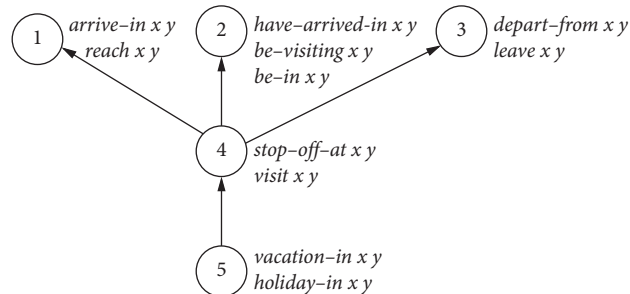 1
arrive–in x y
reach x y
2
have–arrived-in x y
be–visiting x y
be–in x y
3
depart–from x y
leave x y
4
stop–off–at x y
visit x y
5
vacation–in x y
holiday–in x y